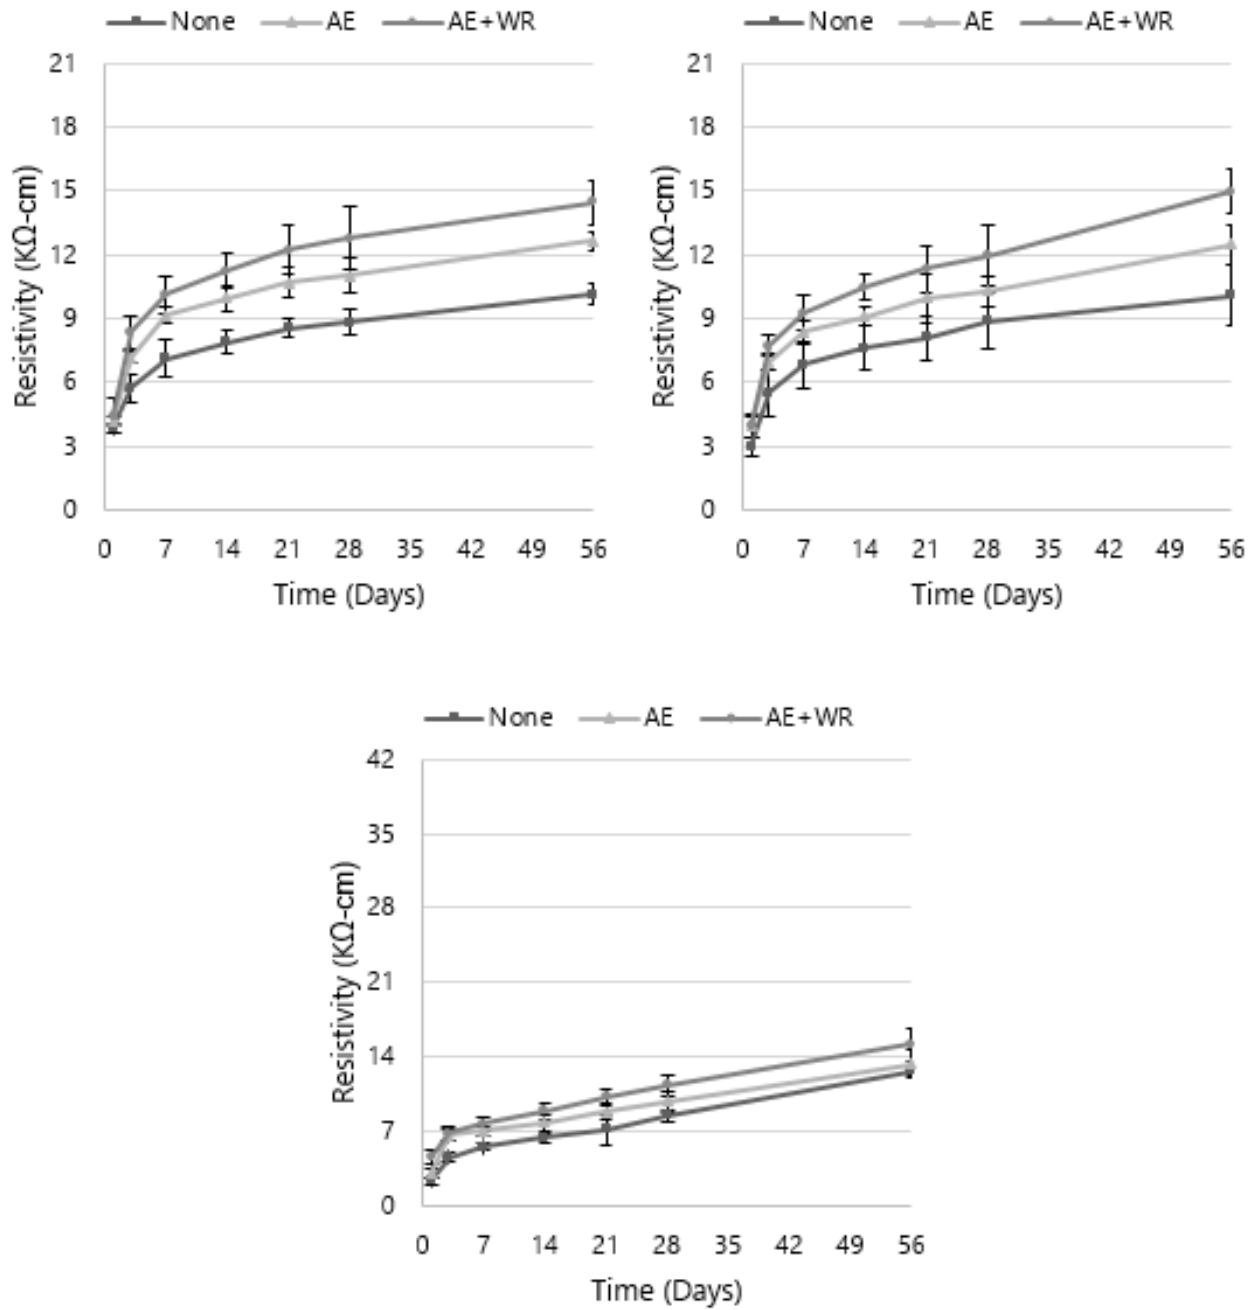 None AE AE+WR
21
18
15
12
9
6
3
0
Resistivity (KΩ-cm)
0 7 14 21 28 35 42 49 56
Time (Days)
None AE AE+WR
21
18
15
12
9
6
3
0
Resistivity (KΩ-cm)
0 7 14 21 28 35 42 49 56
Time (Days)
None AE AE+WR
42
35
28
21
14
7
0
Resistivity (KΩ-cm)
0 7 14 21 28 35 42 49 56
Time (Days)